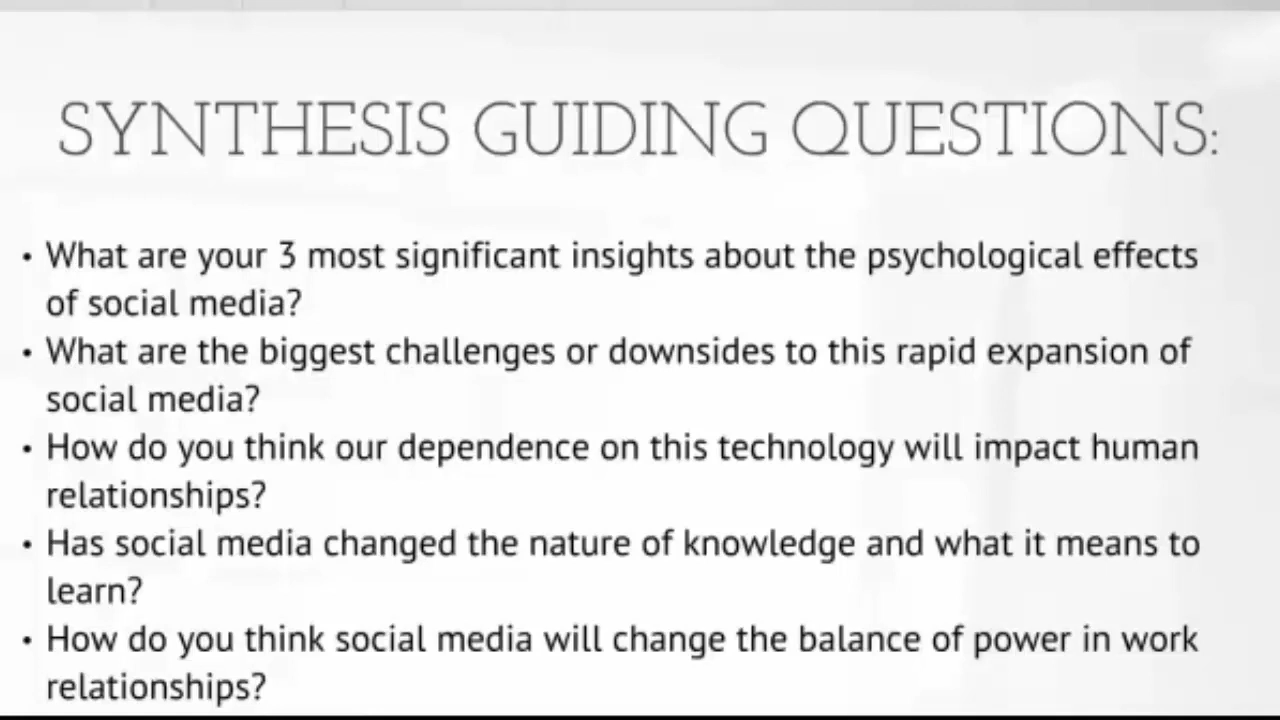 SYNTHESIS GUIDING QUESTIONS:
• What are your 3 most significant insights about the psychological effects
of social media?
• What are the biggest challenges or downsides to this rapid expansion of
social media?
• How do you think our dependence on this technology will impact human
relationships?
• Has social media changed the nature of knowledge and what it means to
learn?
• How do you think social media will change the balance of power in work
relationships?